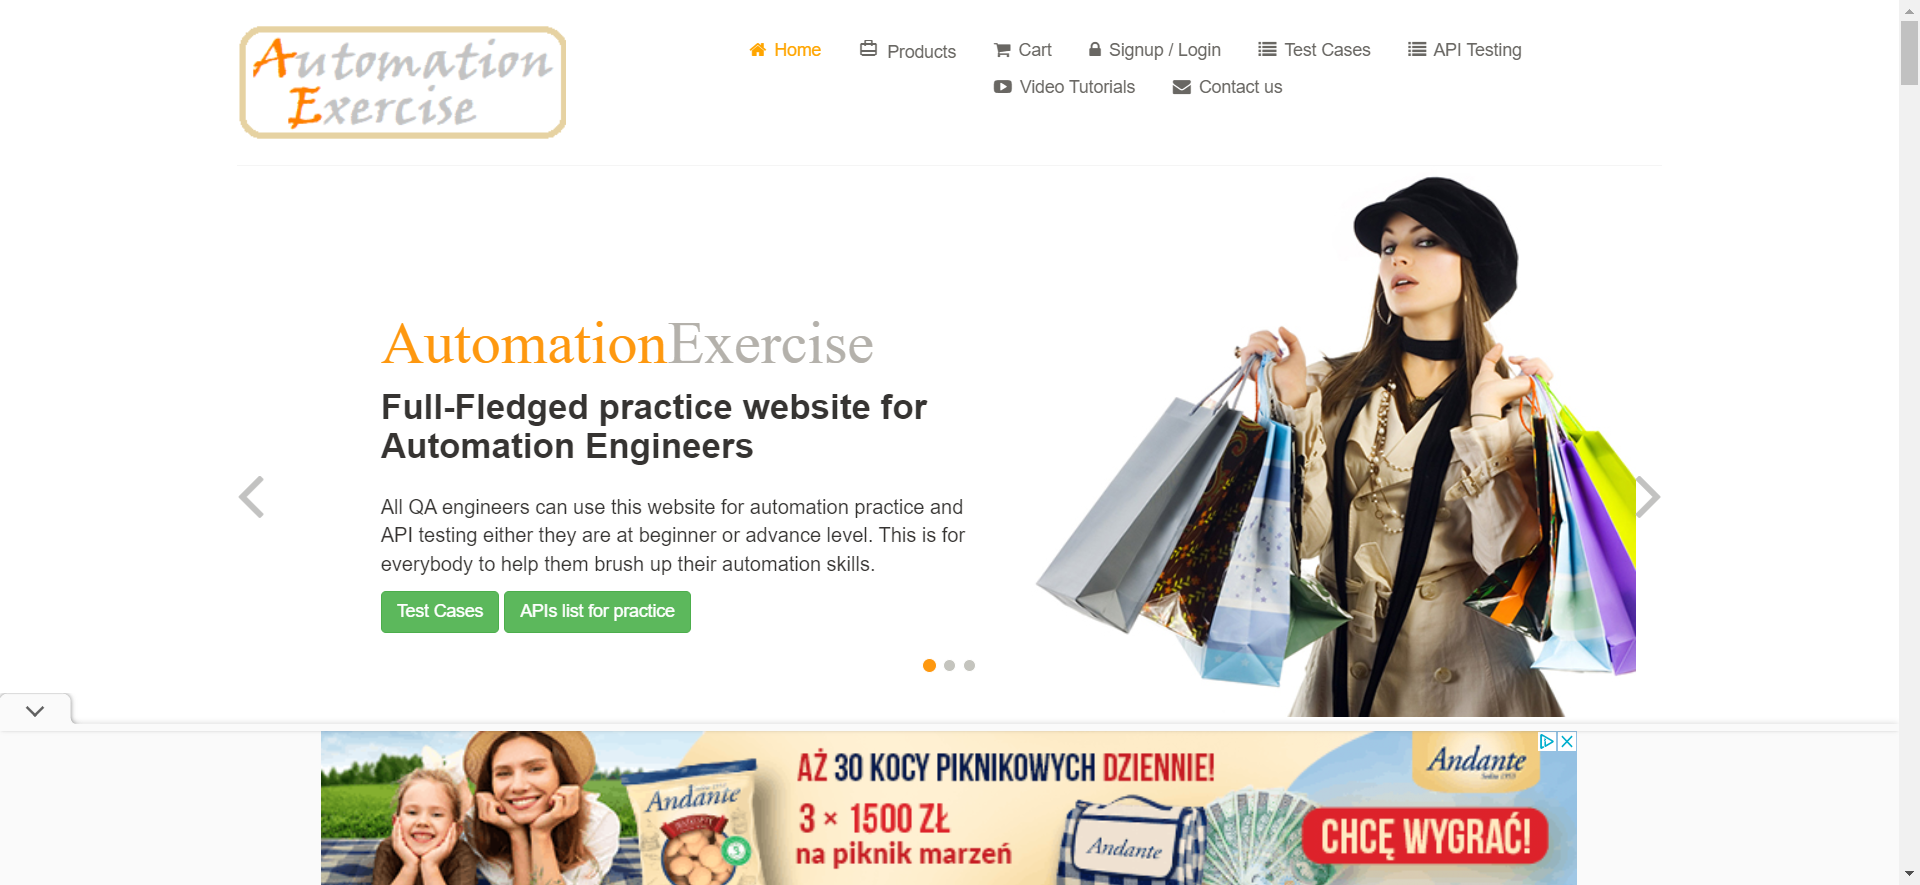 Automation
Exercise
Home
Products
Cart
Signup / Login
Test Cases
API Testing
Video Tutorials
Contact us
AutomationExercise
Full-Fledged practice website for
Automation Engineers
All QA engineers can use this website for automation practice and
API testing either they are at beginner or advance level. This is for
everybody to help them brush up their automation skills.
Test Cases
APIs list for practice
AŻ 30 KOCY PIKNIKOWYCH DZIENNIE!
3 × 1500 ZŁ
na piknik marzeń
Andante
Andante
Andante
CHCĘ WYGRAĆ!